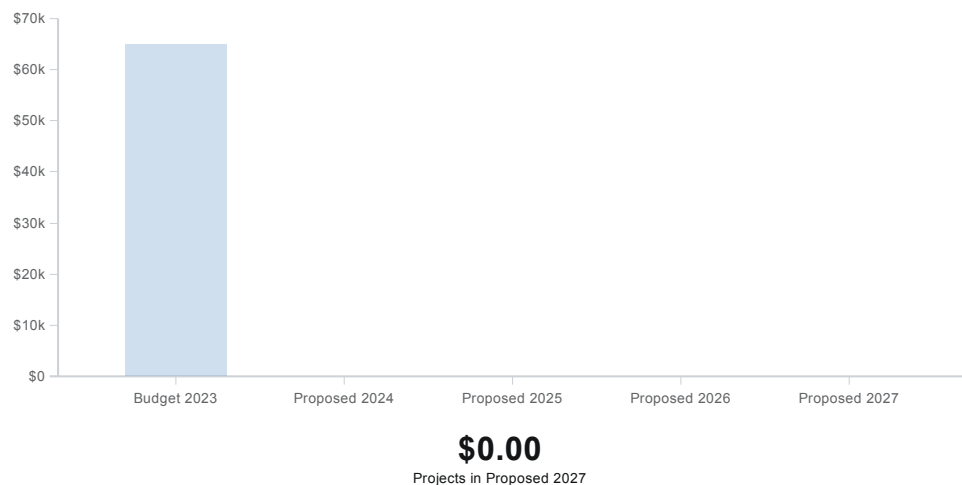 $70k
$60k
$50k
$40k
$30k
$20k
$10k
$0
Budget 2023 Proposed 2024 Proposed 2025 Proposed 2026 Proposed 2027
$0.00
Projects in Proposed 2027